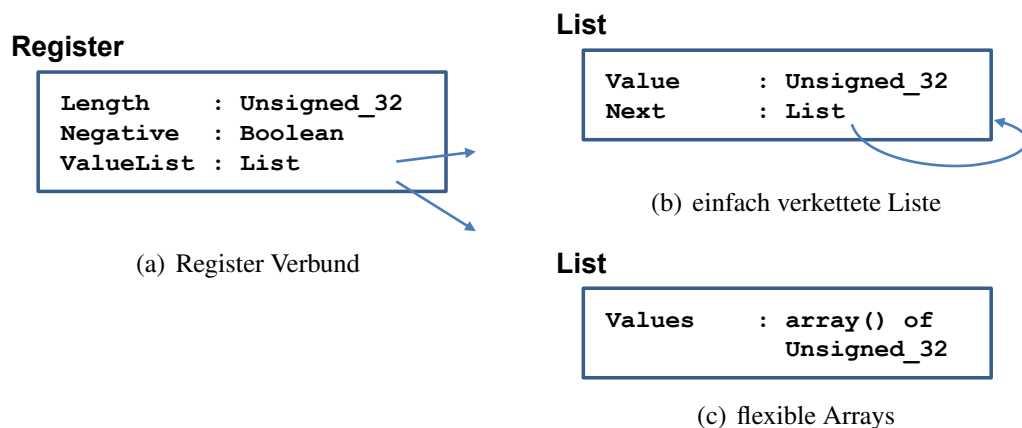 Register
Length : Unsigned_32
Negative : Boolean
ValueList : List
(a) Register Verbund
List
Value : Unsigned_32
Next : List
(b) einfach verkettete Liste
List
Values : array() of
Unsigned_32
(c) flexible Arrays